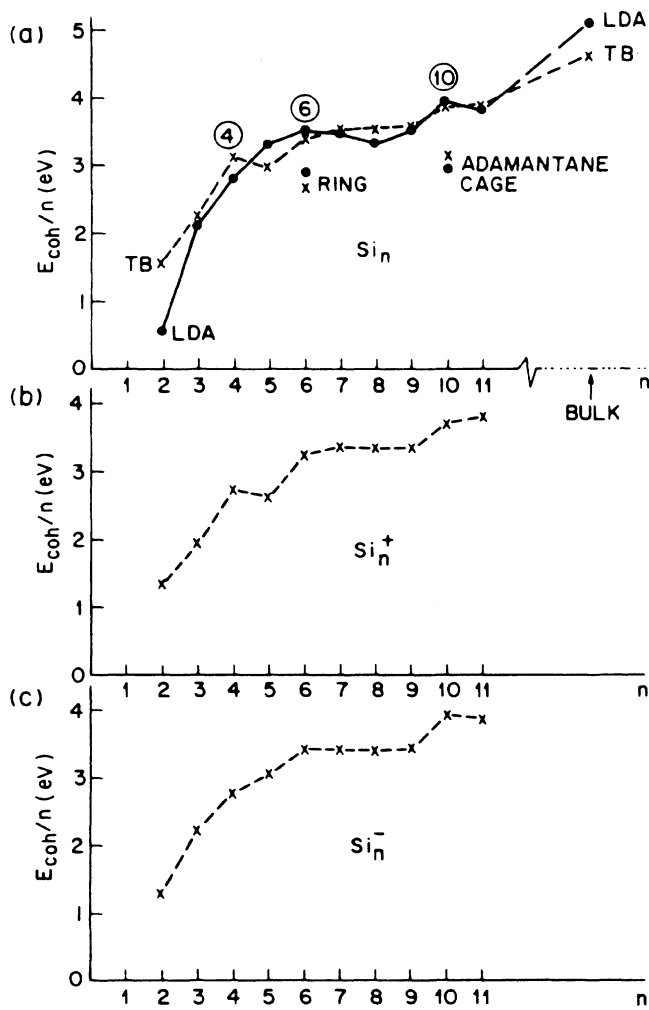 (a)
E_coh/n (eV)
5
4
3
2
1
0
④
⑥
⑩
LDA
TB
RING
ADAMANTANE
CAGE
Si_n
TB
LDA
1 2 3 4 5 6 7 8 9 10 11 n
BULK
(b)
E_coh/n (eV)
4
3
2
1
0
Si_n^+
1 2 3 4 5 6 7 8 9 10 11 n
(c)
E_coh/n (eV)
4
3
2
1
0
Si_n^-
1 2 3 4 5 6 7 8 9 10 11 n